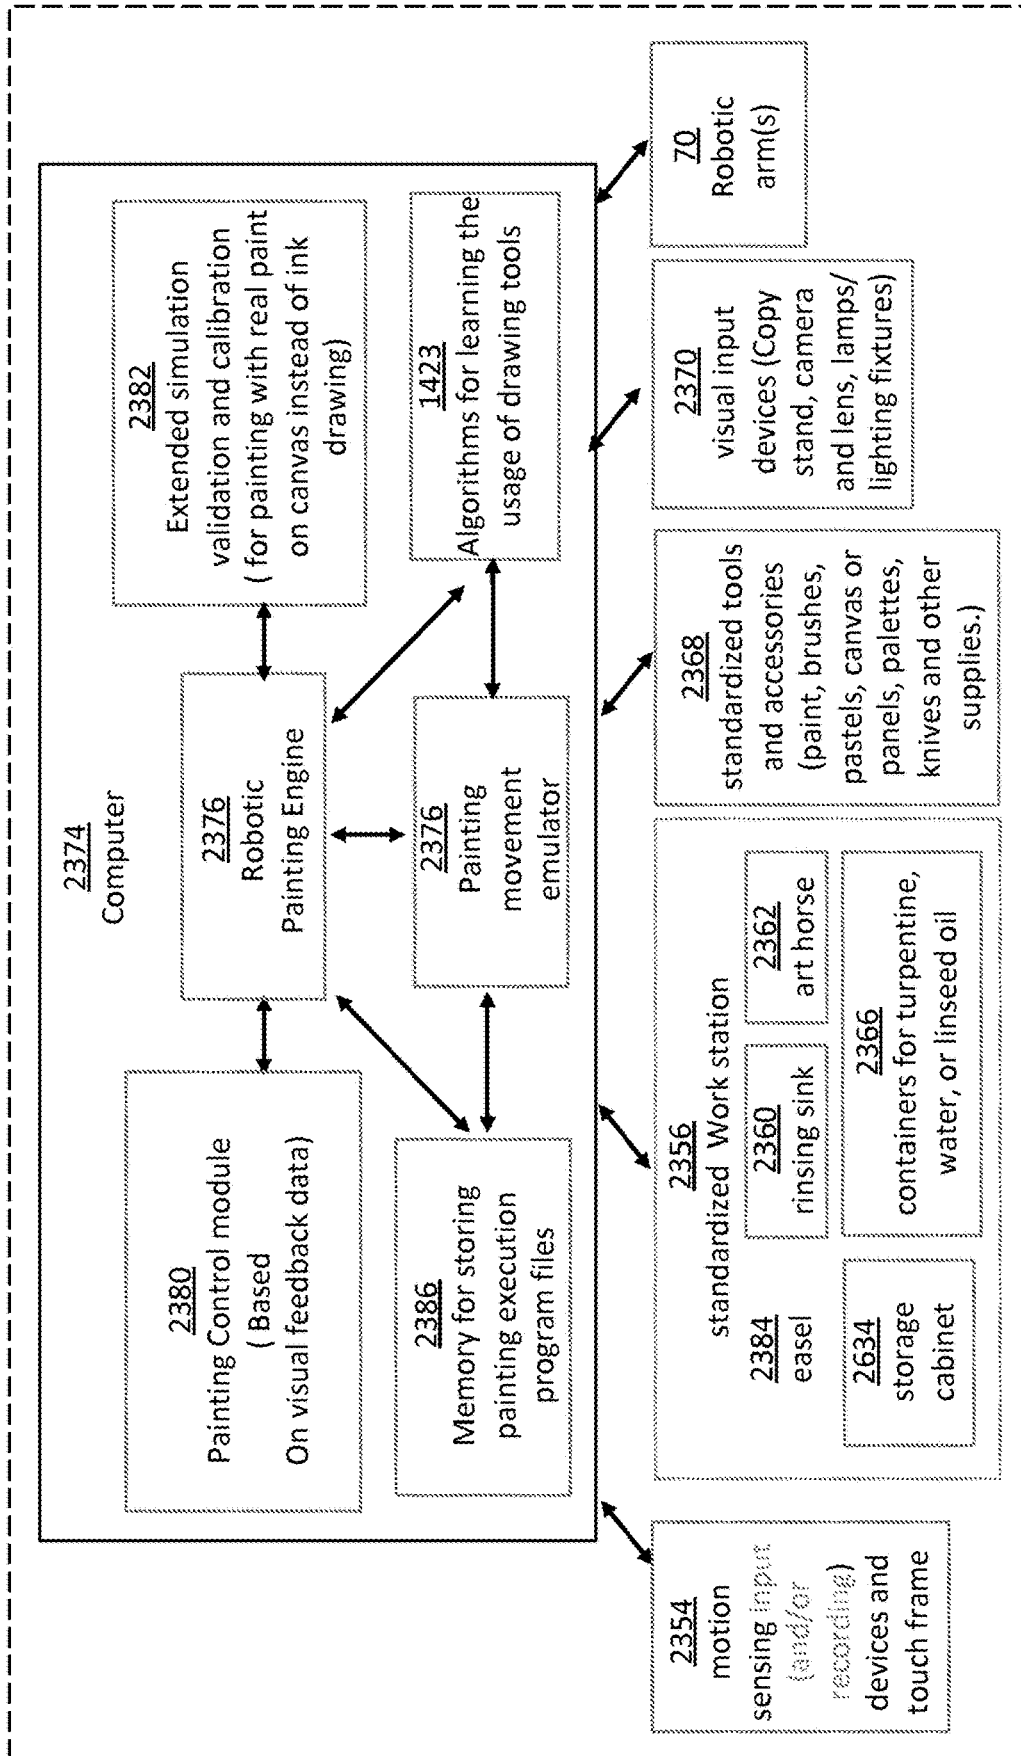 2374
Computer
2380
Painting Control module
( Based
On visual feedback data)
2376
Robotic
Painting Engine
2382
Extended simulation
validation and calibration
( for painting with real paint
on canvas instead of ink
drawing)
2386
Memory for storing
painting execution
program files
2376
Painting
movement
emulator
1423
Algorithms for learning the
usage of drawing tools
2354
motion
sensing input
(and/or
recording)
devices and
touch frame
2356
standardized Work station
2384
easel
2360
rinsing sink
2362
art horse
2634
storage
cabinet
2366
containers for turpentine,
water, or linseed oil
2368
standardized tools
and accessories
(paint, brushes,
pastels, canvas or
panels, palettes,
knives and other
supplies.)
2370
visual input
devices (Copy
stand, camera
and lens, lamps/
lighting fixtures)
70
Robotic
arm(s)